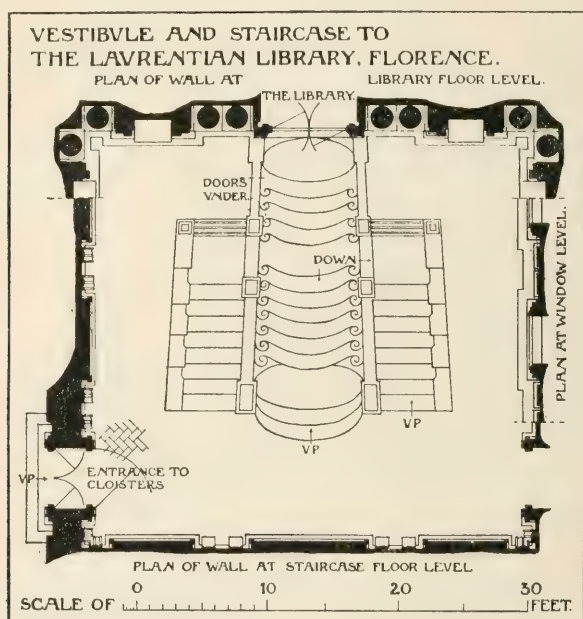 VESTIBVLE AND STAIRCASE TO
THE LAVRENTIAN LIBRARY, FLORENCE.
PLAN OF WALL AT LIBRARY FLOOR LEVEL.
THE LIBRARY.
DOORS
VNDER.
DOWN
PLAN AT WINDOW LEVEL.
VP
VP
VP
ENTRANCE TO
CLOISTERS
PLAN OF WALL AT STAIRCASE FLOOR LEVEL
0 10 20 30
SCALE OF FEET.